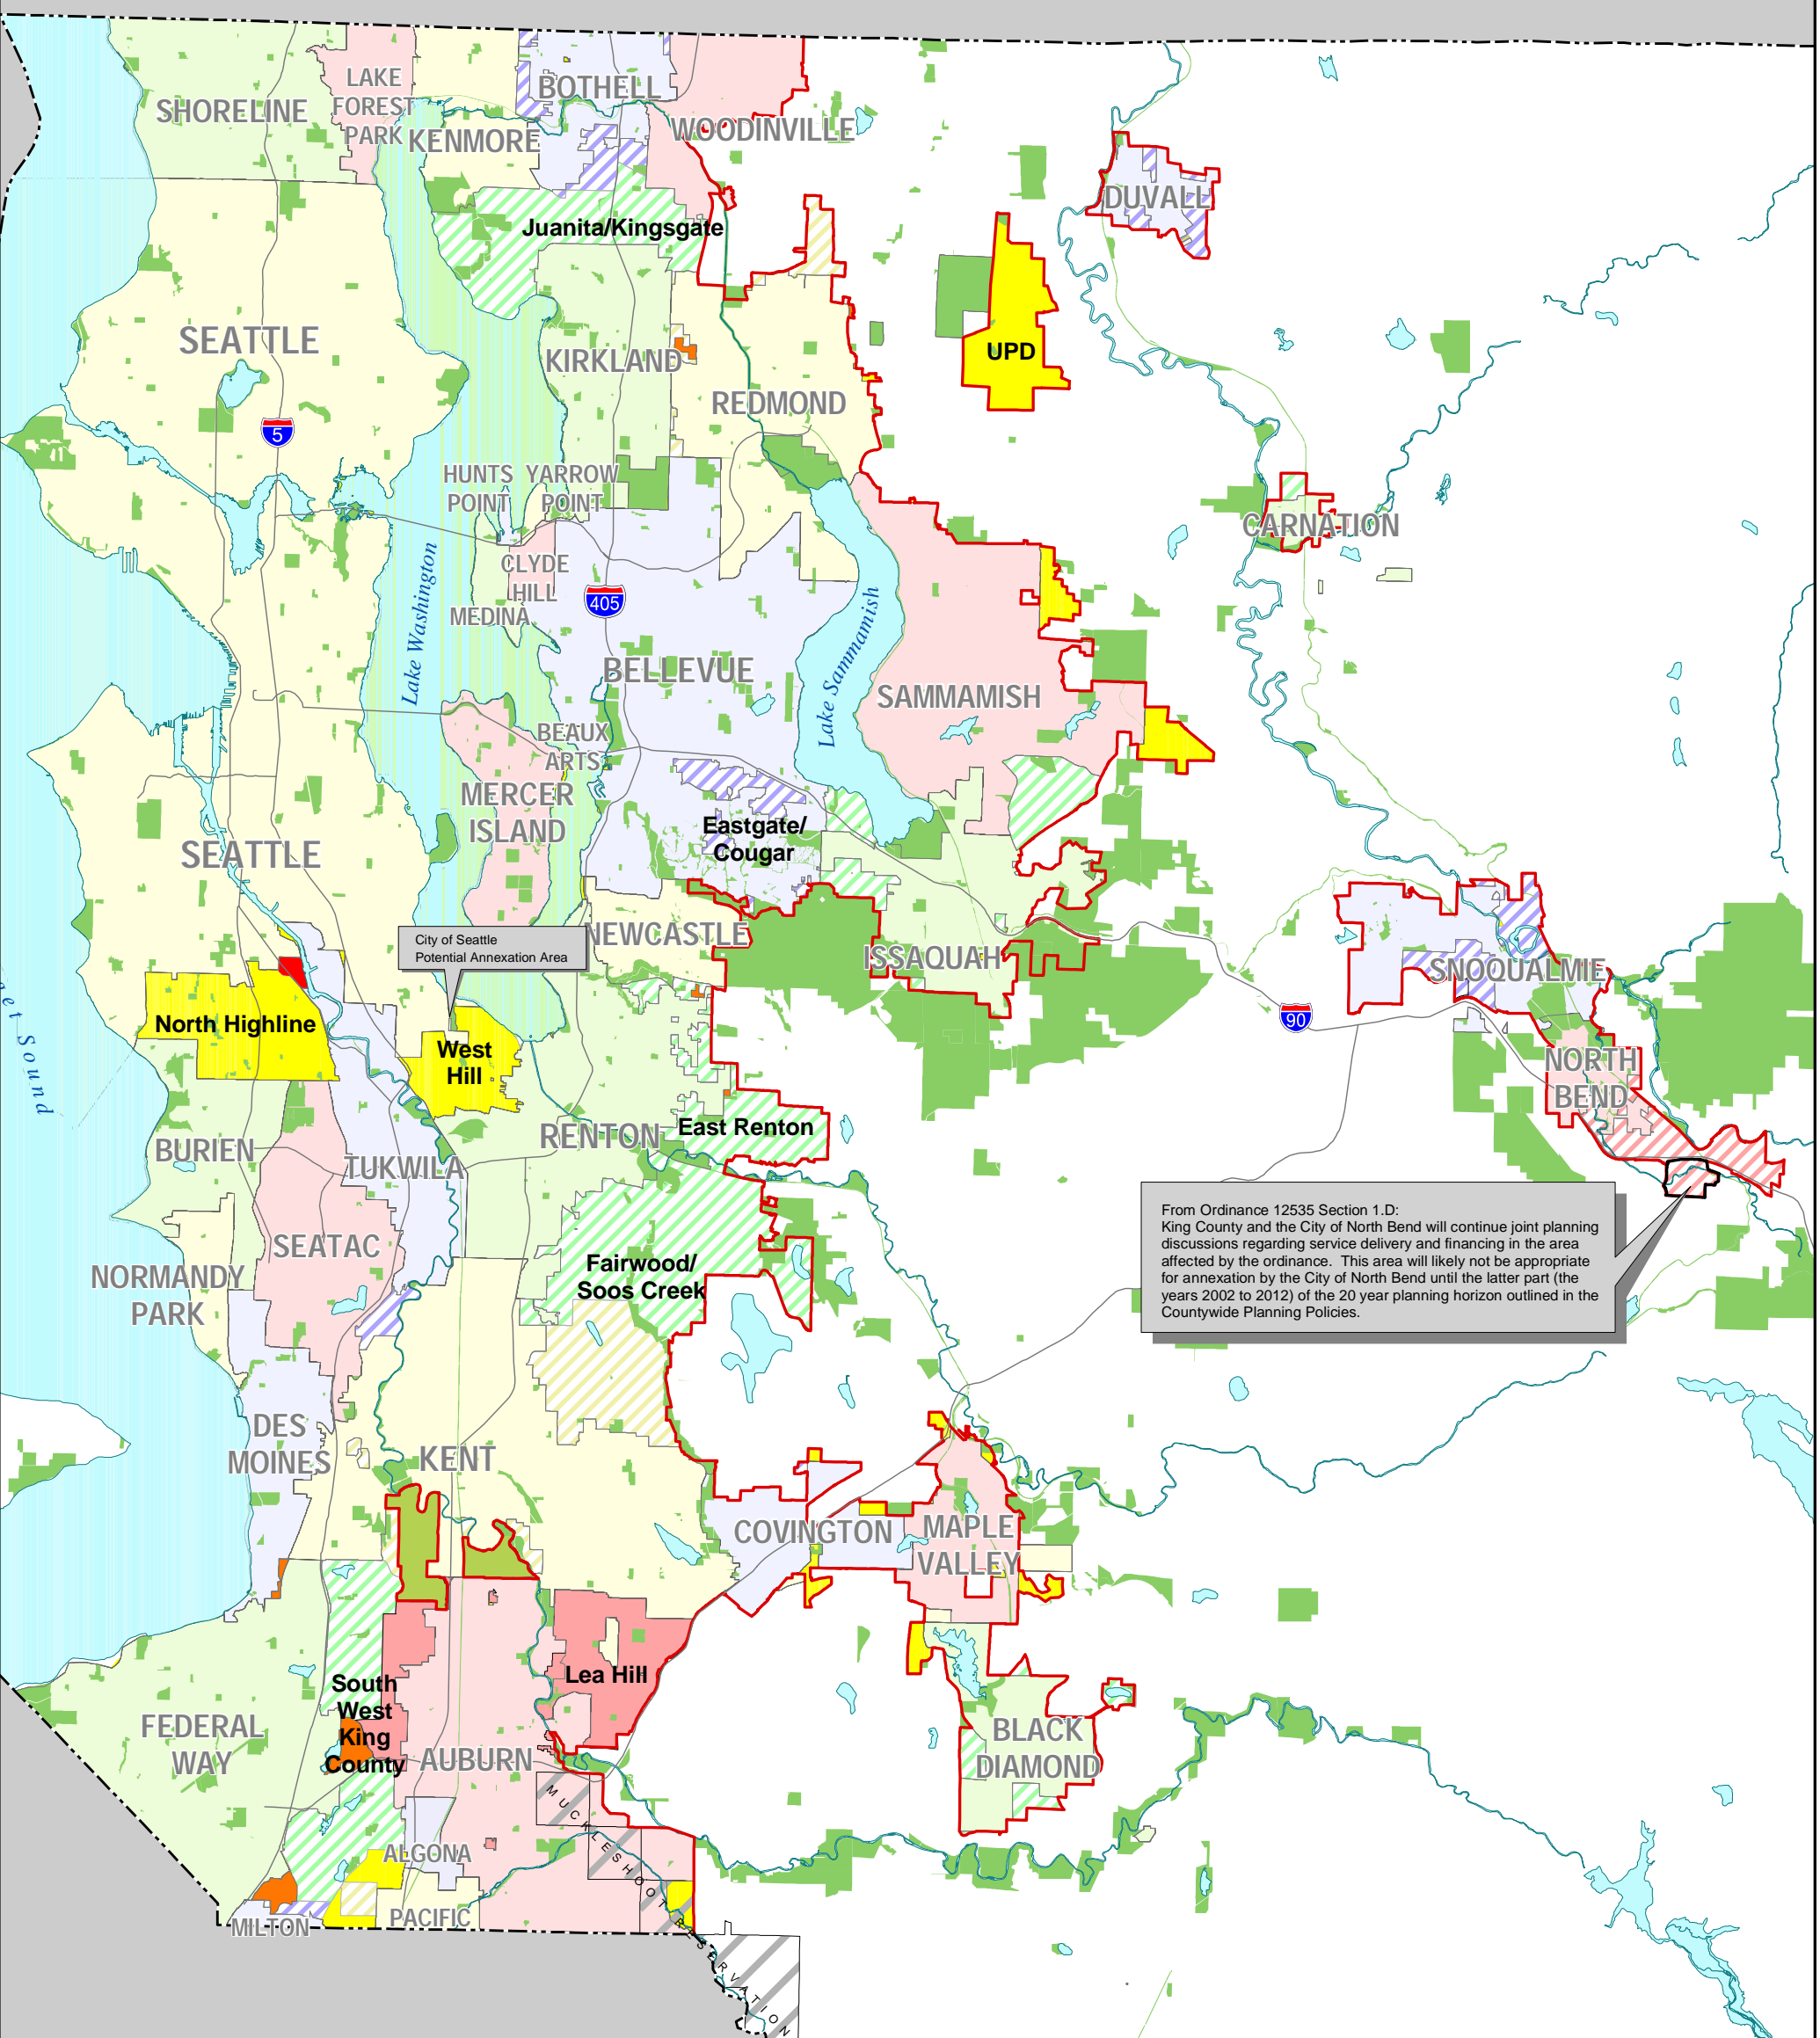 SHORELINE
LAKE
FOREST
PARK
KENMORE
BOTHELL
WOODINVILLE
DUVALL
Juanita/Kingsgate
SEATTLE
KIRKLAND
REDMOND
UPD
5
HUNTS
POINT
YARROW
POINT
CARNATION
CLYDE
HILL
MEDINA
405
Lake Washington
BELLEVUE
Lake Sammamish
SAMMAMISH
BEAUX
ARTS
MERCER
ISLAND
SEATTLE
Eastgate/
Cougar
City of Seattle
Potential Annexation Area
NEWCASTLE
ISSAQUAH
SNOQUALMIE
90
North Highline
West
Hill
et Sound
NORTH
BEND
BURIEN
TUKWILA
RENTON
East Renton
SEATAC
NORMANDY
PARK
Fairwood/
Soos Creek
From Ordinance 12535 Section 1.D:
King County and the City of North Bend will continue joint planning
discussions regarding service delivery and financing in the area
affected by the ordinance.  This area will likely not be appropriate
for annexation by the City of North Bend until the latter part (the
years 2002 to 2012) of the 20 year planning horizon outlined in the
Countywide Planning Policies.
DES
MOINES
KENT
COVINGTON
MAPLE
VALLEY
Lea Hill
South
West
King
County
FEDERAL
WAY
AUBURN
BLACK
DIAMOND
MUCKLESHOOT RESERVATION
ALGONA
MILTON
PACIFIC